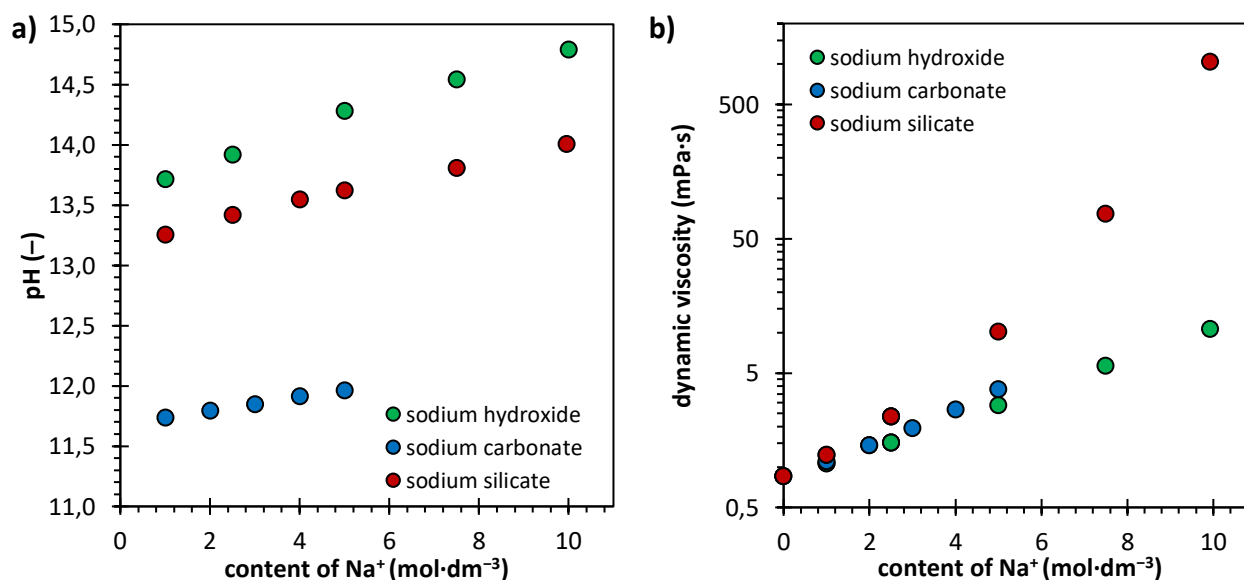 a)
15,0
14,5
14,0
13,5
13,0
12,5
12,0
11,5
11,0
pH (–)
0 2 4 6 8 10
content of Na⁺ (mol·dm⁻³)
sodium hydroxide
sodium carbonate
sodium silicate
b)
500
50
5
0,5
dynamic viscosity (mPa·s)
0 2 4 6 8 10
content of Na⁺ (mol·dm⁻³)
sodium hydroxide
sodium carbonate
sodium silicate